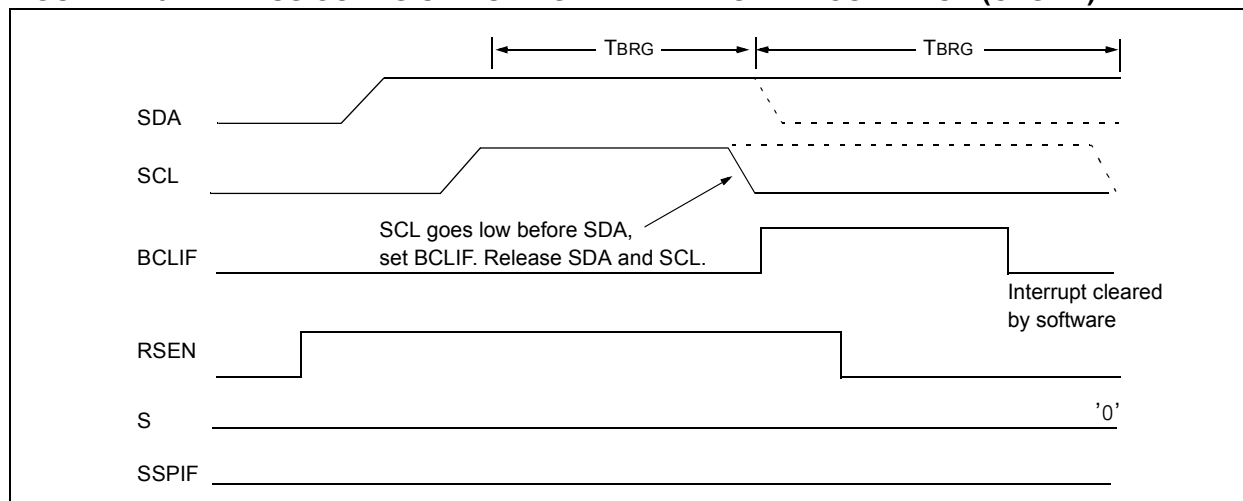 TBRG TBRG
SDA
SCL
SCL goes low before SDA,
set BCLIF. Release SDA and SCL.
BCLIF
Interrupt cleared
by software
RSEN
S '0'
SSPIF